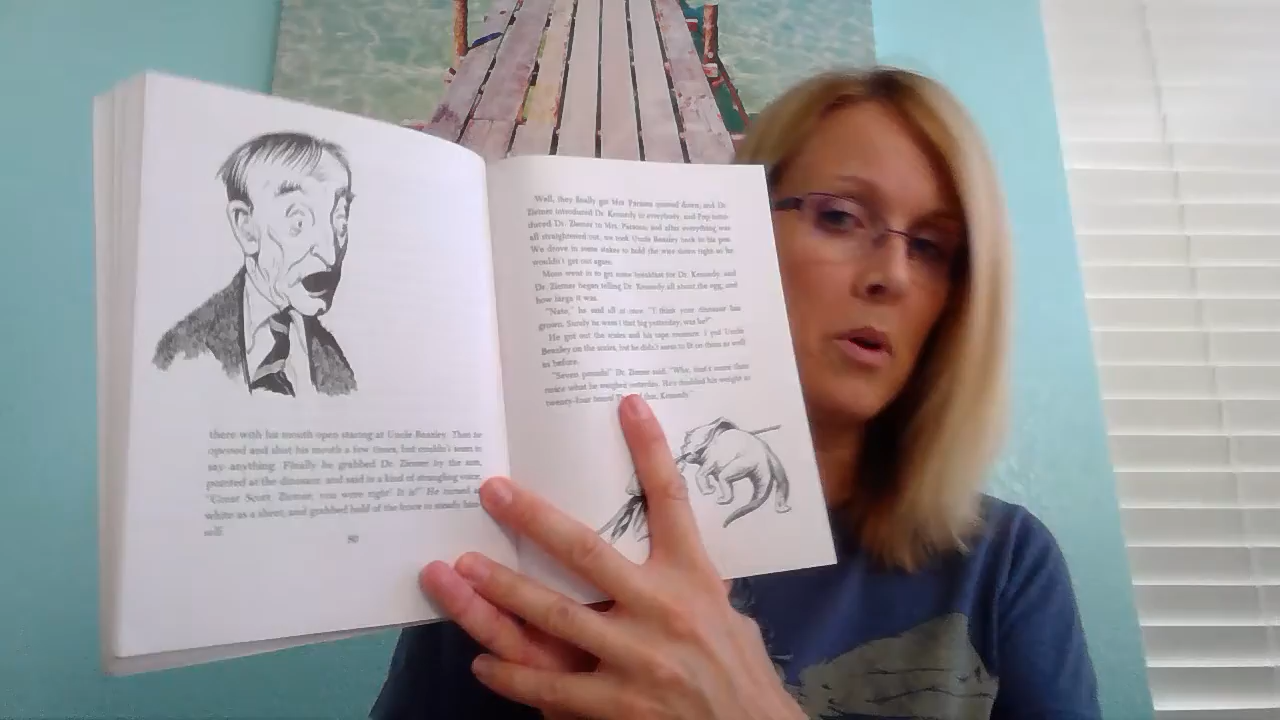 there with his mouth open staring at Uncle Beazley. Then he
opened and shut his mouth a few times, but couldn't seem to
say anything. Finally he grabbed Dr. Ziemer by the arm,
pointed at the dinosaur and said in a kind of strangling voice,
"Great Scott, Ziemer, you were right! It is!" He turned as
white as a sheet, and grabbed hold of the fence to steady him-
self.
80
Well, they finally got Mrs. Parsons quieted down, and Dr.
Ziemer introduced Dr. Kennedy to everybody, and Pop intro-
duced Dr. Ziemer to Mrs. Parsons, and after everything was
all straightened out, we took Uncle Beazley back to his pen.
We drove in some stakes to hold the wire down tight so he
wouldn't get out again.
Mom went in to get some breakfast for Dr. Kennedy, and
Dr. Ziemer began telling Dr. Kennedy all about the egg, and
how large it was.
"Nate," he said all at once. "I think your dinosaur has
grown. Surely he wasn't that big yesterday, was he?"
He got out the scales and his tape measure. I put Uncle
Beazley on the scales, but he didn't seem to fit on them as well
as before.
"Seven pounds!" Dr. Ziemer said. "Why, that's more than
twice what he weighed yesterday. He's doubled his weight in
twenty-four hours! that, Kennedy."